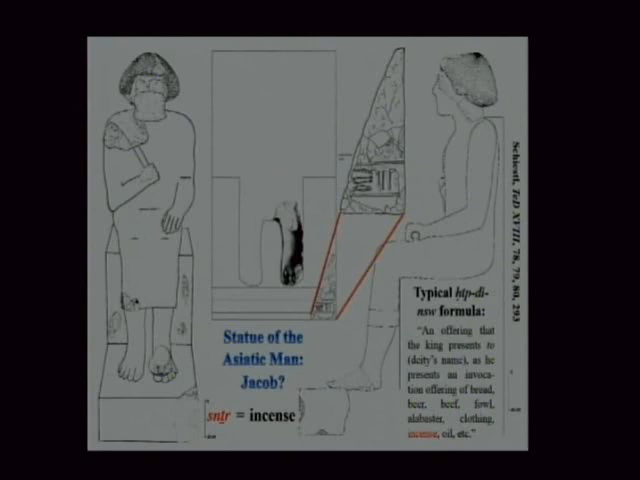 Statue of the
Asiatic Man:
Jacob?
snṯr = incense
Typical ḥtp-di-
nsw formula:
"An offering that
the king presents to
(deity's name), as he
presents an invoca-
tion offering of bread,
beer, beef, fowl,
alabaster, clothing,
incense, oil, etc."
Schiestl, TeD XVIII, 78, 79, 80, 293